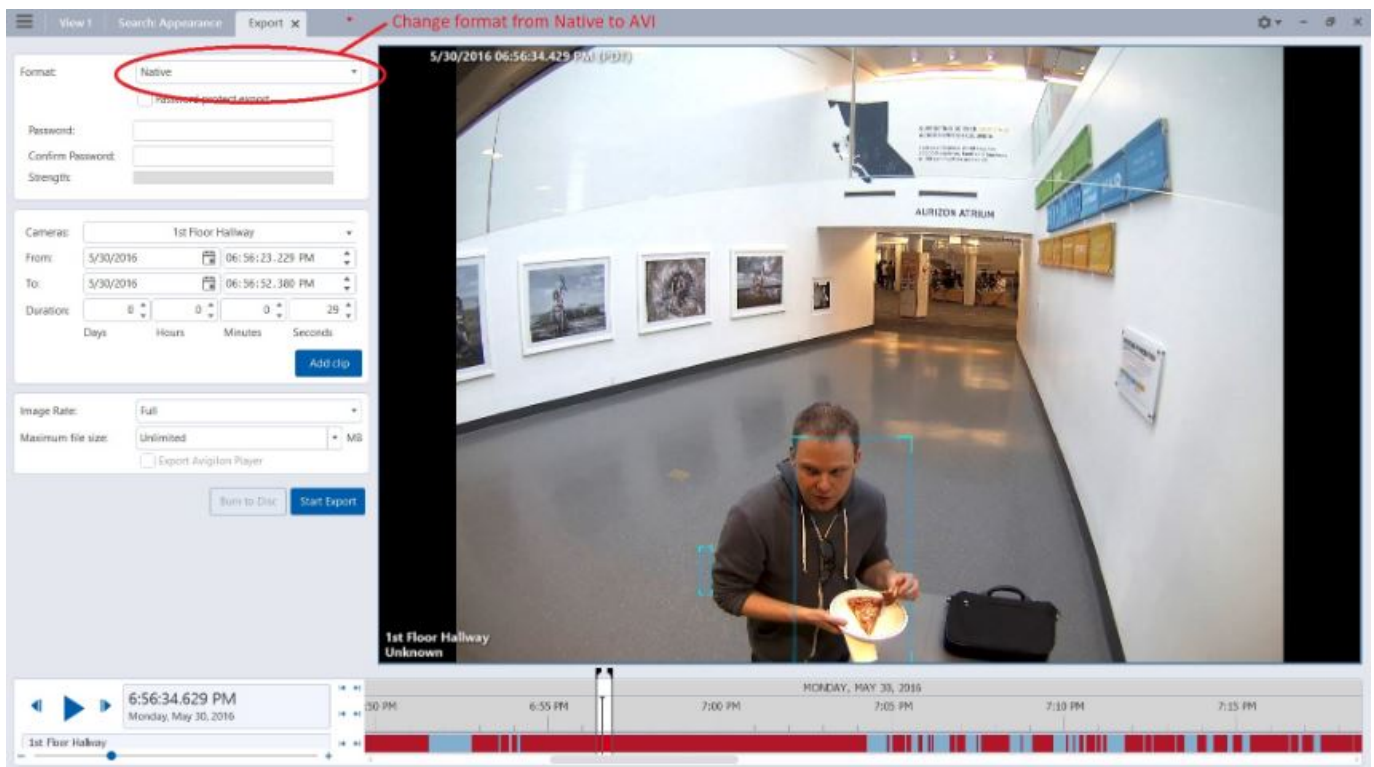 View 1
Search: Appearance
Export x
Change format from Native to AVI
Format:
Native
Password protect export
Password:
Confirm Password:
Strength:
Cameras:
1st Floor Hallway
From:
5/30/2016
06:56:23.229 PM
To:
5/30/2016
06:56:52.380 PM
Duration:
0
0
0
29
Days
Hours
Minutes
Seconds
Add clip
Image Rate:
Full
Maximum file size:
Unlimited
MB
Export Avigilon Player
Burn to Disc
Start Export
5/30/2016 06:56:34.429 PM (PDT)
AURIZON ATRIUM
1st Floor Hallway
Unknown
6:56:34.629 PM
Monday, May 30, 2016
1st Floor Hallway
MONDAY, MAY 30, 2016
:50 PM
6:55 PM
7:00 PM
7:05 PM
7:10 PM
7:15 PM